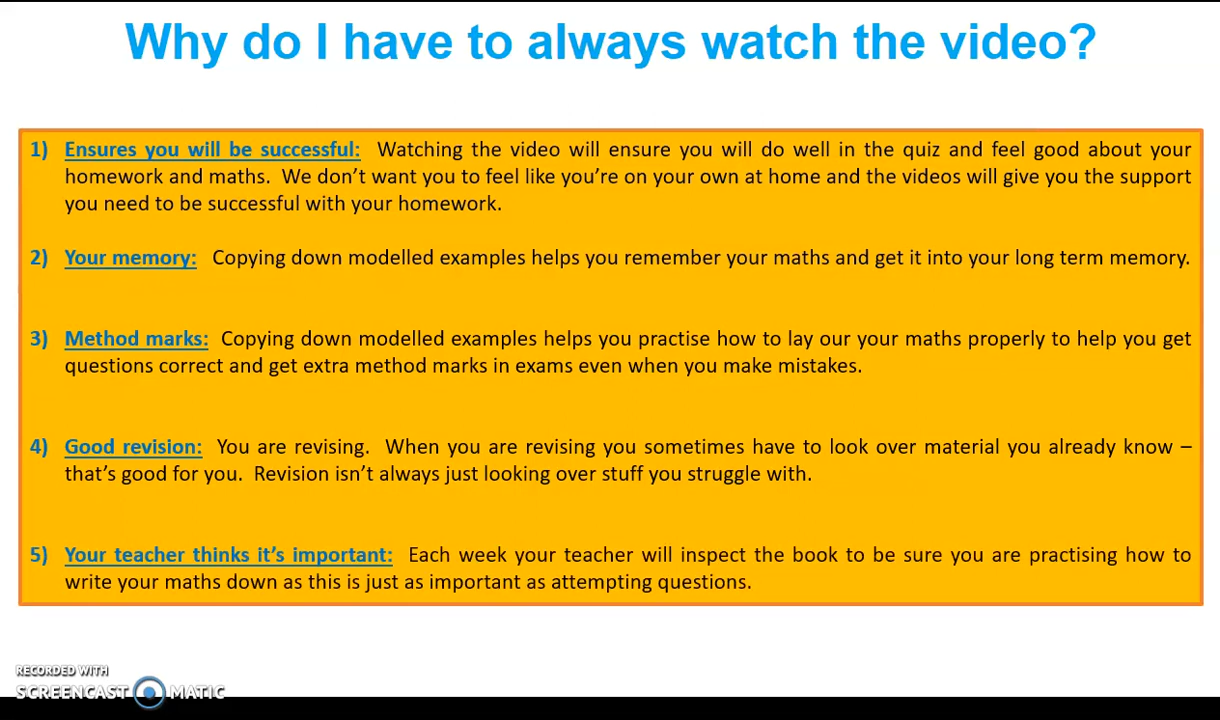 Why do I have to always watch the video?
1) Ensures you will be successful: Watching the video will ensure you will do well in the quiz and feel good about your
homework and maths. We don't want you to feel like you're on your own at home and the videos will give you the support
you need to be successful with your homework.
2) Your memory: Copying down modelled examples helps you remember your maths and get it into your long term memory.
3) Method marks: Copying down modelled examples helps you practise how to lay our your maths properly to help you get
questions correct and get extra method marks in exams even when you make mistakes.
4) Good revision: You are revising. When you are revising you sometimes have to look over material you already know –
that's good for you. Revision isn't always just looking over stuff you struggle with.
5) Your teacher thinks it's important: Each week your teacher will inspect the book to be sure you are practising how to
write your maths down as this is just as important as attempting questions.
RECORDED WITH
SCREENCAST MATIC